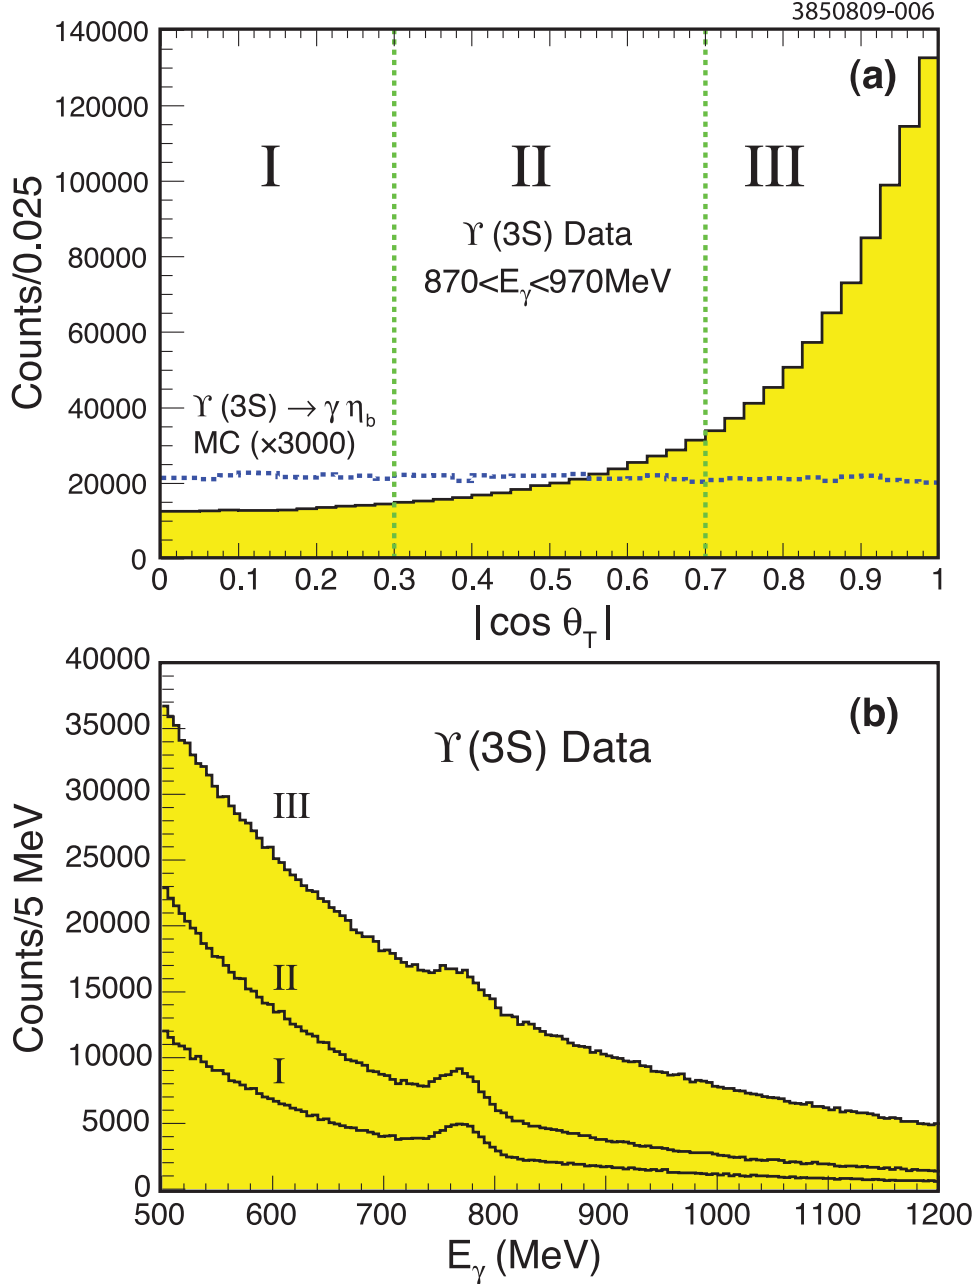 3850809-006
(a)
140000
120000
100000
80000
60000
40000
20000
0
Counts/0.025
I II III
ϒ (3S) Data
870<Eγ<970MeV
ϒ (3S) → γ ηb
MC (×3000)
0 0.1 0.2 0.3 0.4 0.5 0.6 0.7 0.8 0.9 1
| cos θT |
(b)
40000
35000
30000
25000
20000
15000
10000
5000
0
Counts/5 MeV
ϒ (3S) Data
III
II
I
500 600 700 800 900 1000 1100 1200
Eγ (MeV)